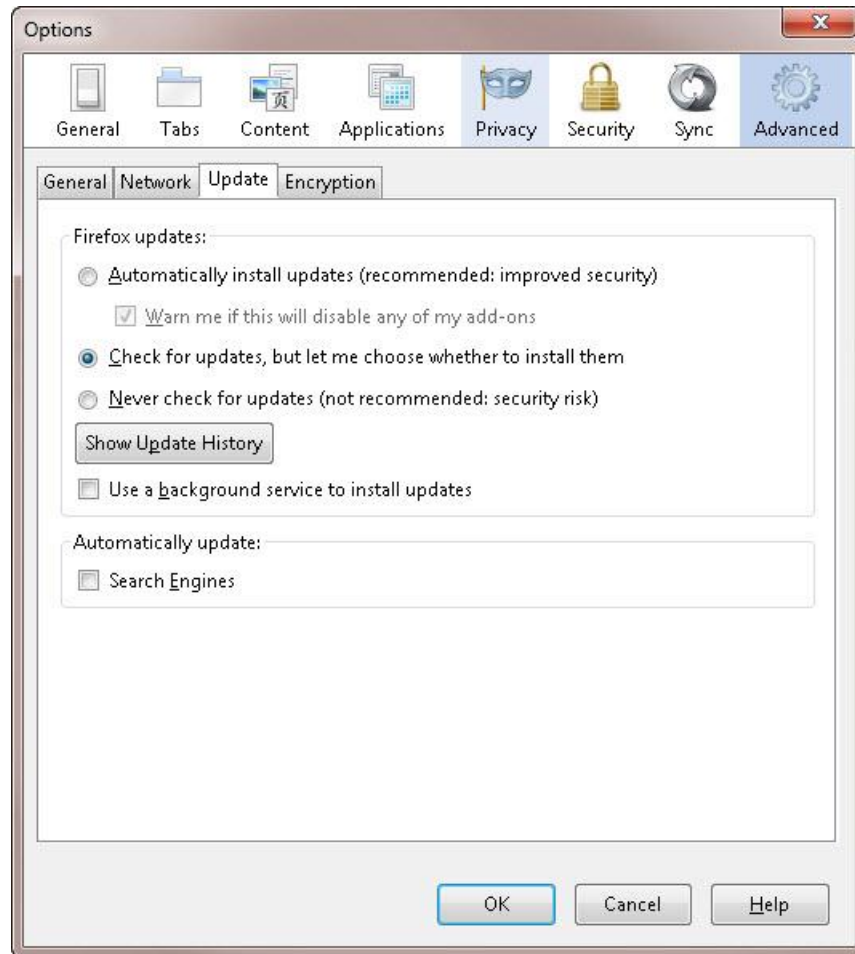 Options
General Tabs Content Applications Privacy Security Sync Advanced
General Network Update Encryption
Firefox updates:
Automatically install updates (recommended: improved security)
Warn me if this will disable any of my add-ons
Check for updates, but let me choose whether to install them
Never check for updates (not recommended: security risk)
Show Update History
Use a background service to install updates
Automatically update:
Search Engines
OK Cancel Help
页